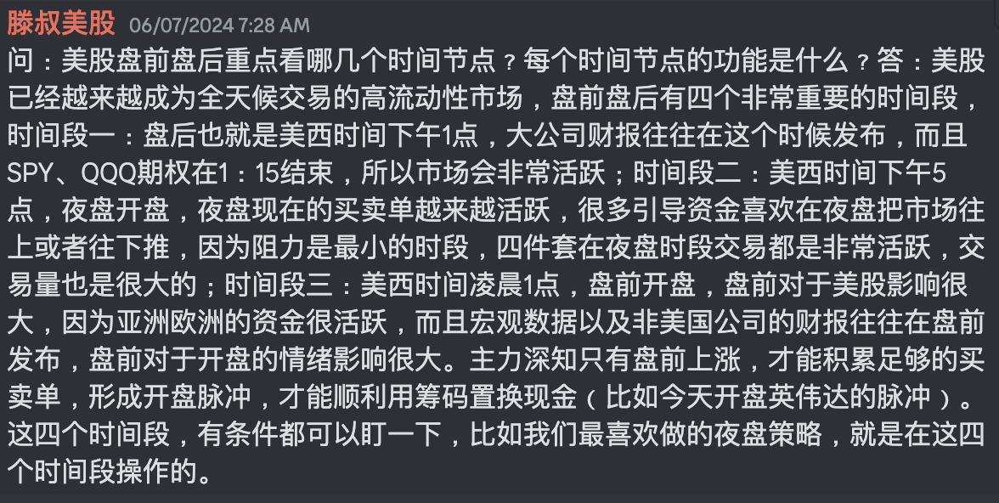 滕叔美股 06/07/2024 7:28 AM
问：美股盘前盘后重点看哪几个时间节点？每个时间节点的功能是什么？答：美股
已经越来越成为全天候交易的高流动性市场，盘前盘后有四个非常重要的时间段，
时间段一：盘后也就是美西时间下午1点，大公司财报往往在这个时候发布，而且
SPY、QQQ期权在1：15结束，所以市场会非常活跃；时间段二：美西时间下午5
点，夜盘开盘，夜盘现在的买卖单越来越活跃，很多引导资金喜欢在夜盘把市场往
上或者往下推，因为阻力是最小的时段，四件套在夜盘时段交易都是非常活跃，交
易量也是很大的；时间段三：美西时间凌晨1点，盘前开盘，盘前对于美股影响很
大，因为亚洲欧洲的资金很活跃，而且宏观数据以及非美国公司的财报往往在盘前
发布，盘前对于开盘的情绪影响很大。主力深知只有盘前上涨，才能积累足够的买
卖单，形成开盘脉冲，才能顺利用筹码置换现金（比如今天开盘英伟达的脉冲）。
这四个时间段，有条件都可以盯一下，比如我们最喜欢做的夜盘策略，就是在这四
个时间段操作的。